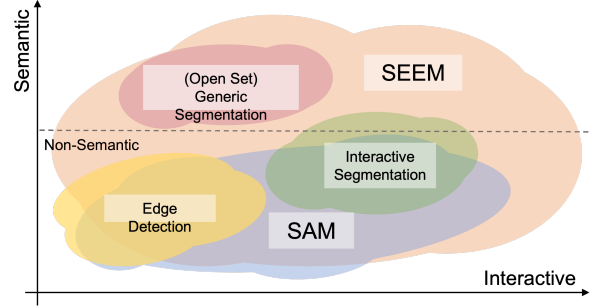 Semantic
SEEM
(Open Set)
Generic
Segmentation
Non-Semantic
Interactive
Segmentation
Edge
Detection
SAM
Interactive